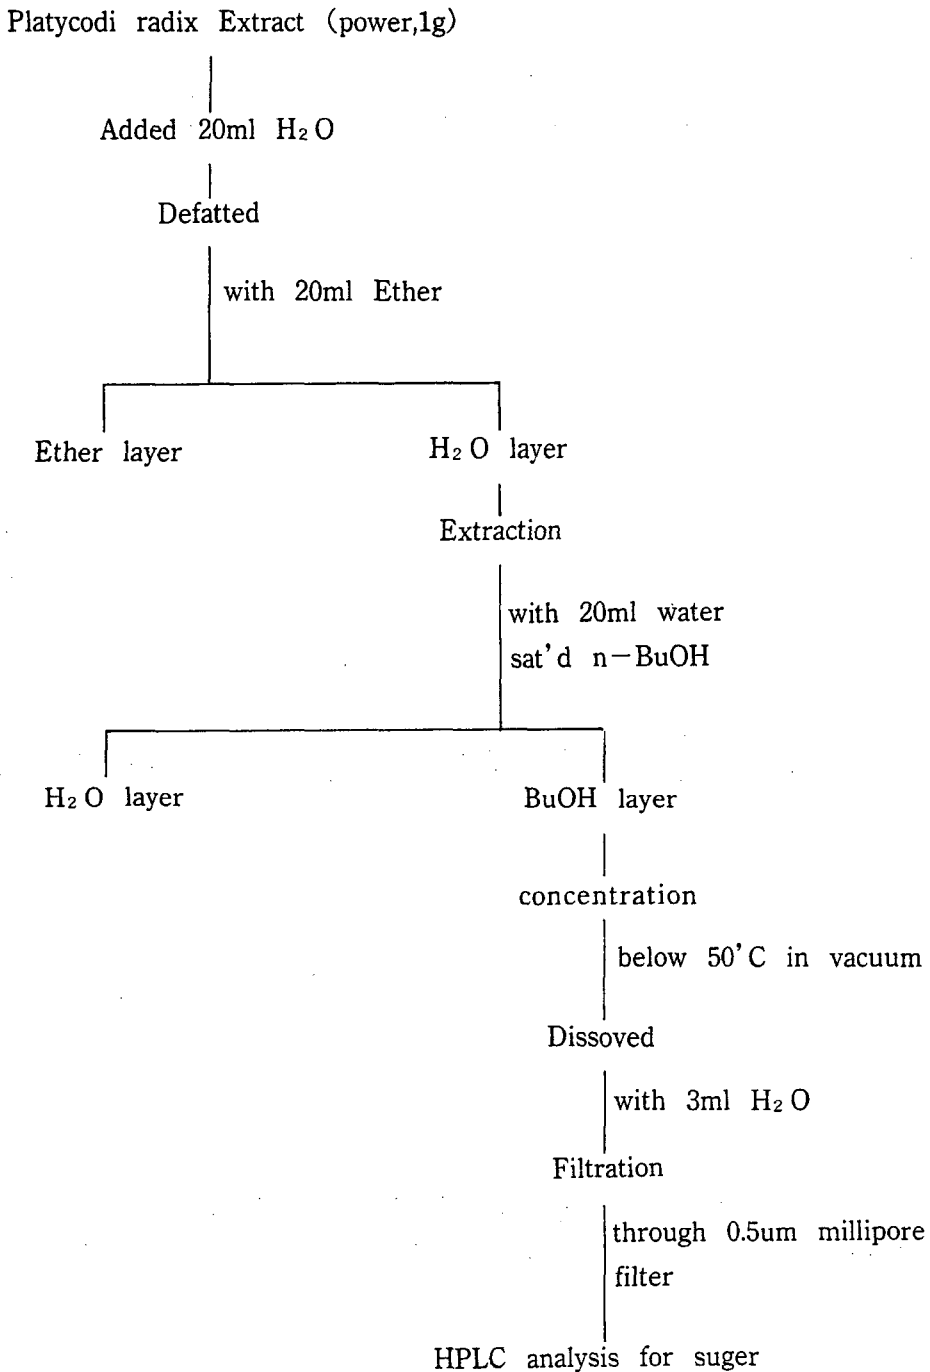 Platycodi radix Extract (power,1g)
Added 20ml H₂O
Defatted
with 20ml Ether
Ether layer
H₂O layer
Extraction
with 20ml water
sat'd n-BuOH
H₂O layer
BuOH layer
concentration
below 50'C in vacuum
Dissoved
with 3ml H₂O
Filtration
through 0.5um millipore
filter
HPLC analysis for suger